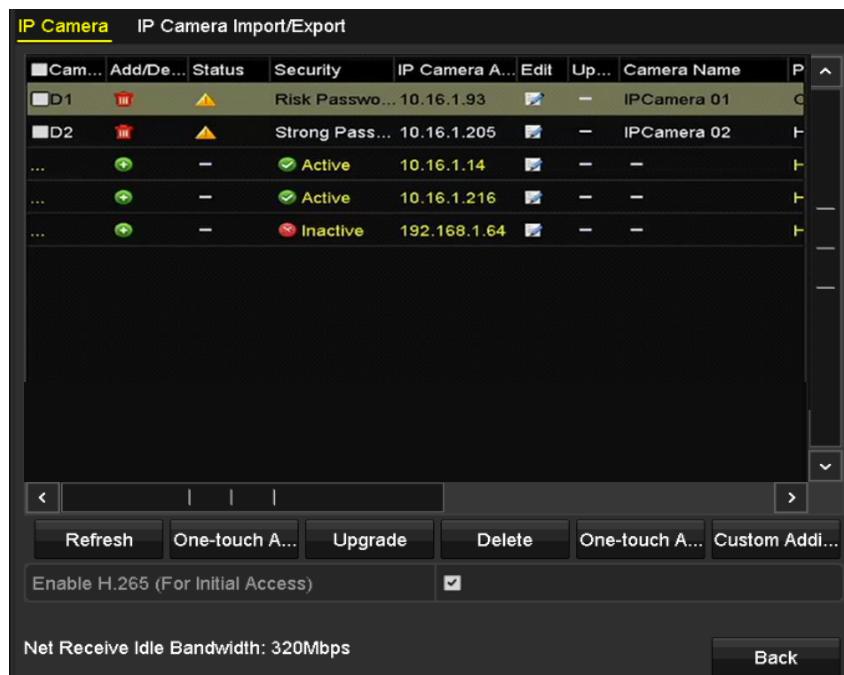 IP Camera IP Camera Import/Export
Cam... Add/De... Status Security IP Camera A... Edit Up... Camera Name P
D1 Risk Passwo... 10.16.1.93 – IPCamera 01
D2 Strong Pass... 10.16.1.205 – IPCamera 02
... – Active 10.16.1.14 – –
... – Active 10.16.1.216 – –
... – Inactive 192.168.1.64 – –
Refresh One-touch A... Upgrade Delete One-touch A... Custom Addi...
Enable H.265 (For Initial Access)
Net Receive Idle Bandwidth: 320Mbps
Back